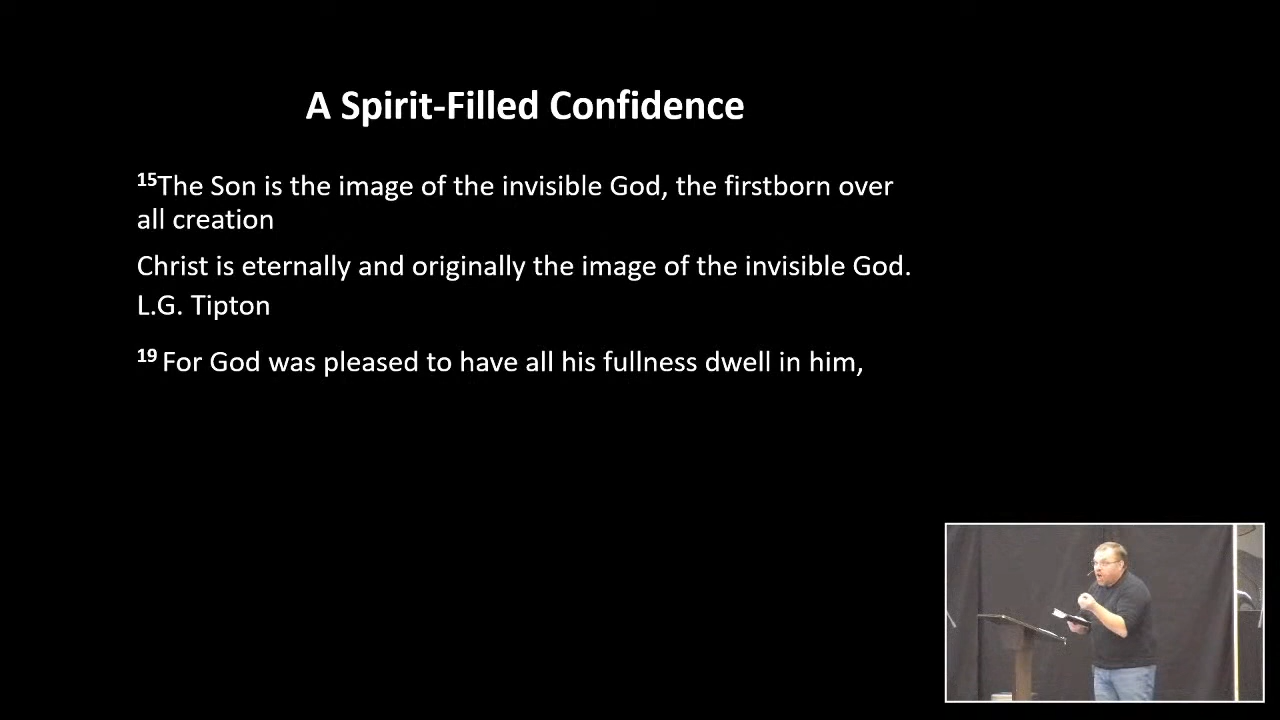 A Spirit-Filled Confidence
15The Son is the image of the invisible God, the firstborn over
all creation
Christ is eternally and originally the image of the invisible God.
L.G. Tipton
19 For God was pleased to have all his fullness dwell in him,